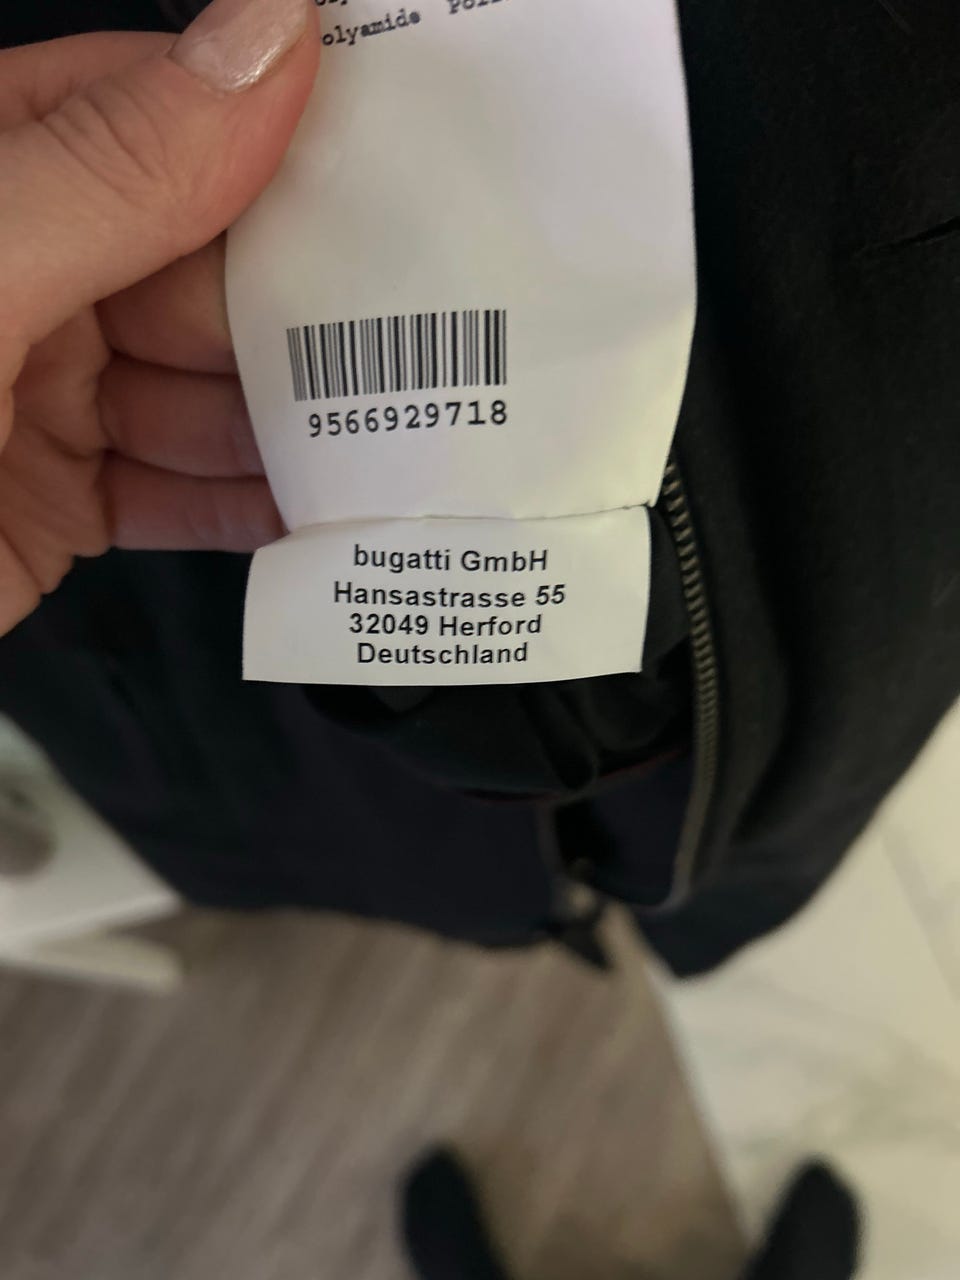 olyamide
9566929718
bugatti GmbH
Hansastrasse 55
32049 Herford
Deutschland